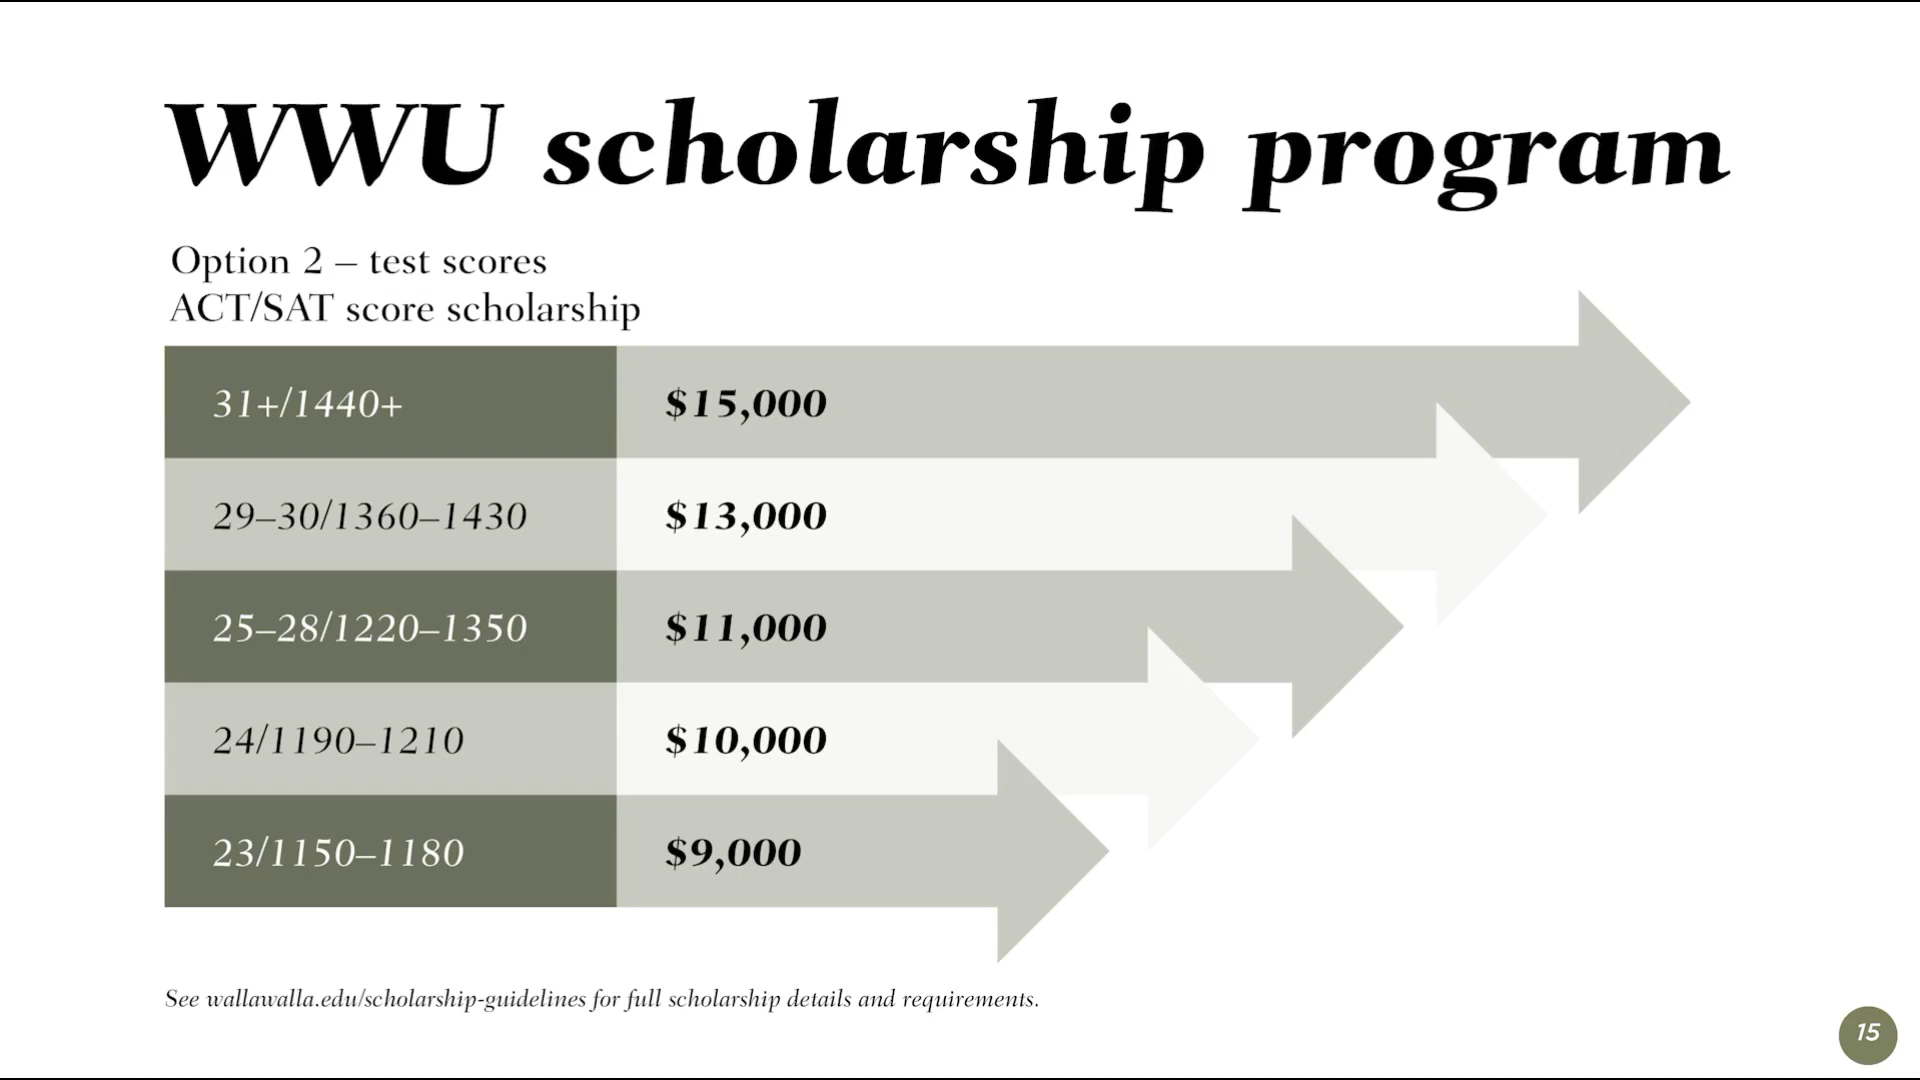 WWU scholarship program
Option 2 – test scores
ACT/SAT score scholarship
31+/1440+ $15,000
29–30/1360–1430 $13,000
25–28/1220–1350 $11,000
24/1190–1210 $10,000
23/1150–1180 $9,000
See wallawalla.edu/scholarship-guidelines for full scholarship details and requirements.
15